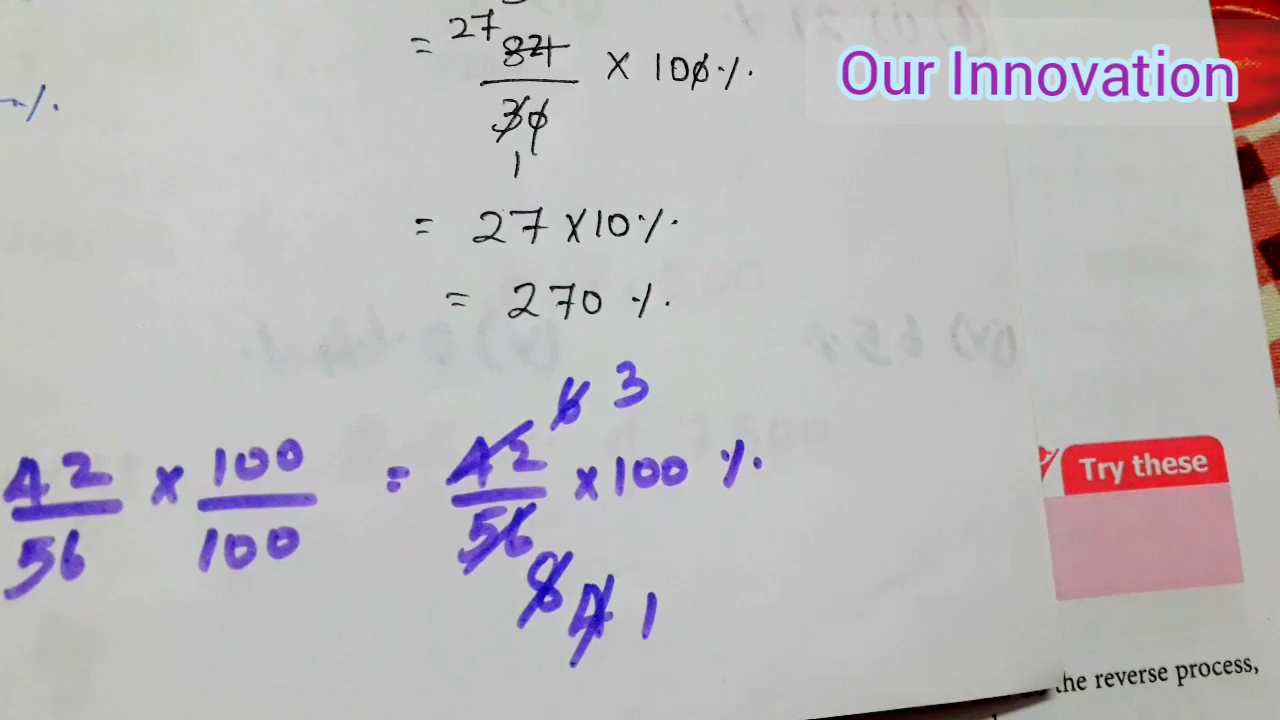 Our Innovation
= 27 81/30 × 100%
1
= 27 × 10%
= 270 %
42/56 × 100/100 = 42/56 × 100 %
6 3
8 4 1
Try these
the reverse process,